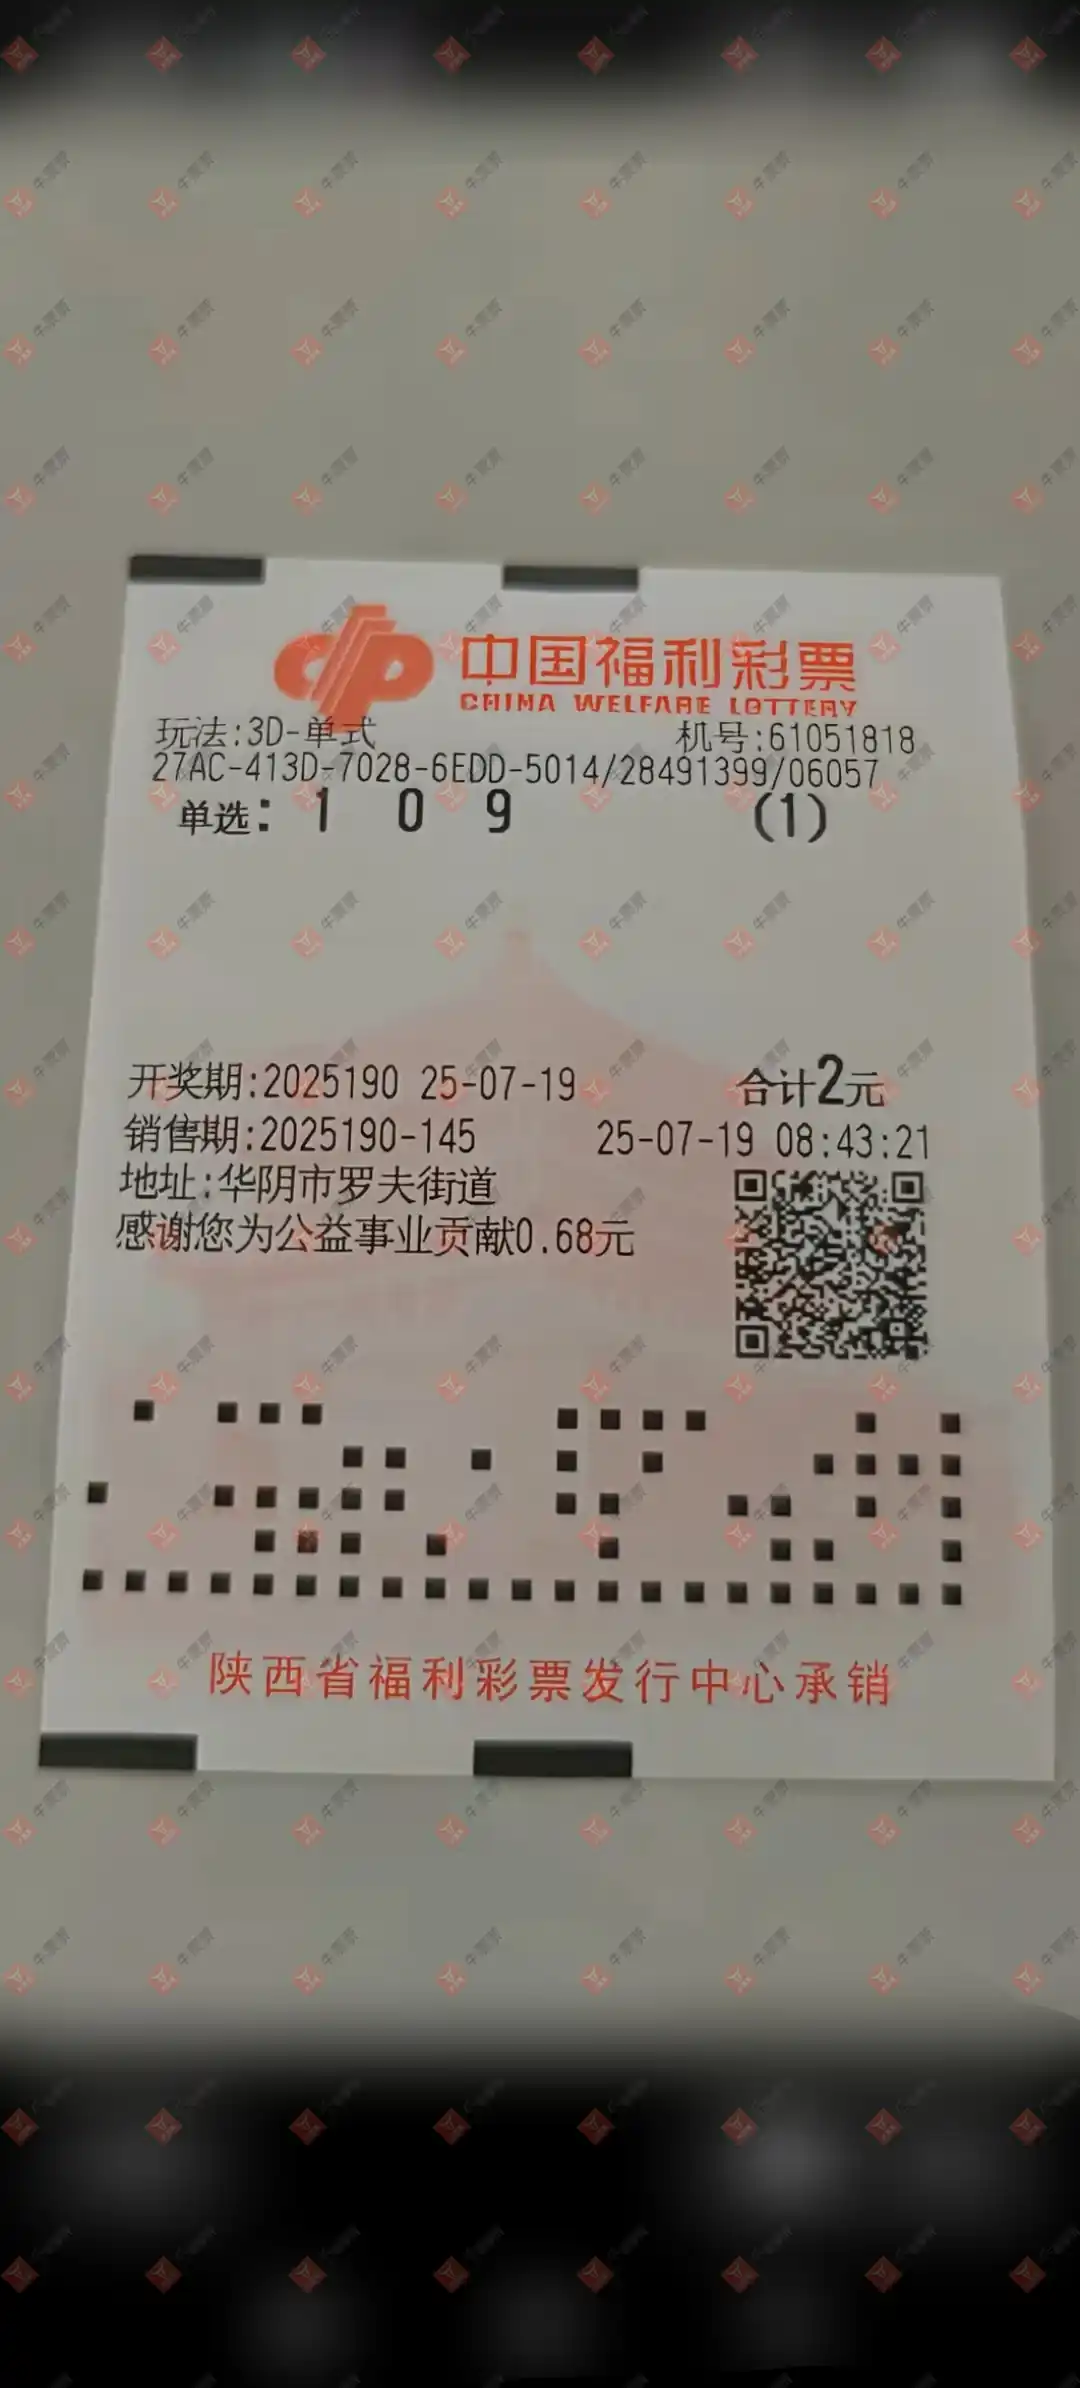 中国福利彩票
CHINA WELFARE LOTTERY
玩法:3D-单式 机号:61051818
27AC-413D-7028-6EDD-5014/28491399/06057
单选: 1 0 9 (1)
开奖期:2025190 25-07-19 合计2元
销售期:2025190-145 25-07-19 08:43:21
地址:华阴市罗夫街道
感谢您为公益事业贡献0.68元
陕西省福利彩票发行中心承销